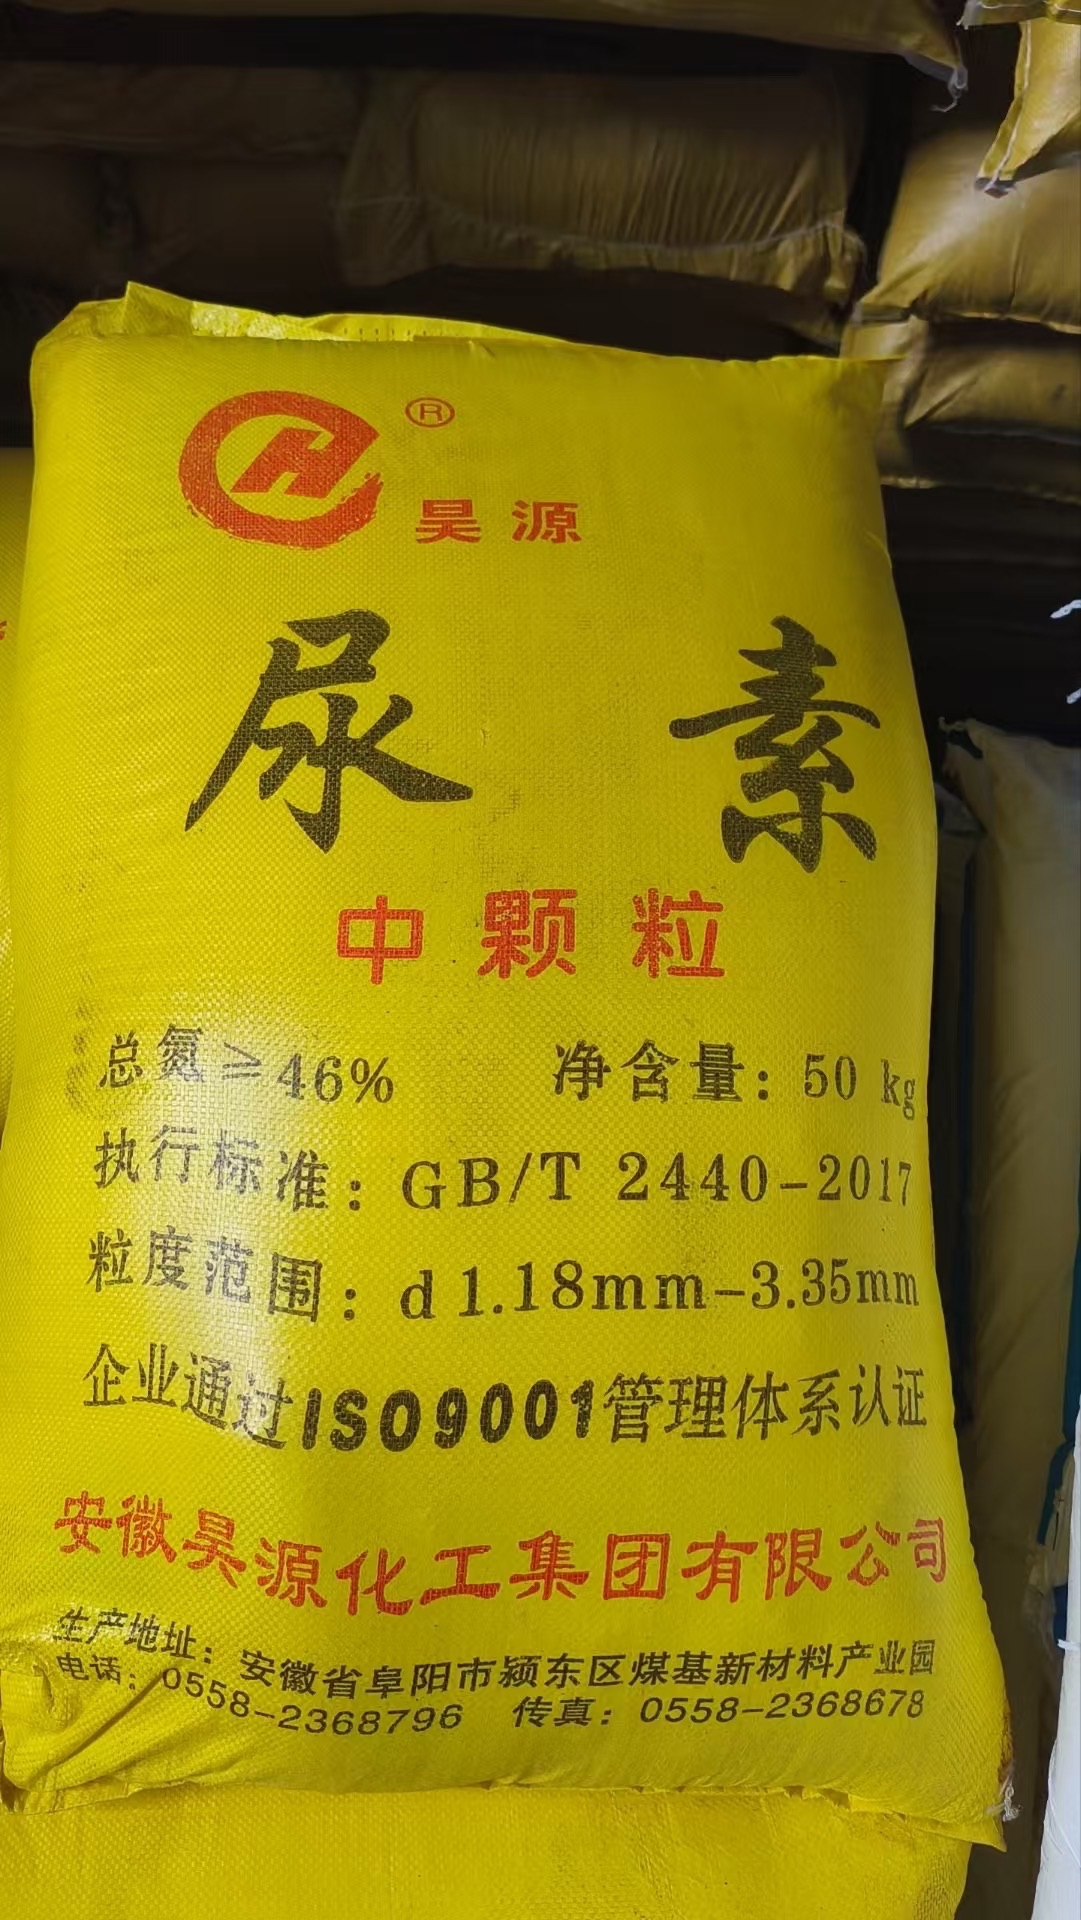 H ®
昊源
尿素
中颗粒
总氮≥46% 净含量：50 kg
执行标准：GB/T 2440-2017
粒度范围：d 1.18mm-3.35mm
企业通过ISO9001管理体系认证
安徽昊源化工集团有限公司
生产地址：安徽省阜阳市颍东区煤基新材料产业园
电话：0558-2368796 传真：0558-2368678